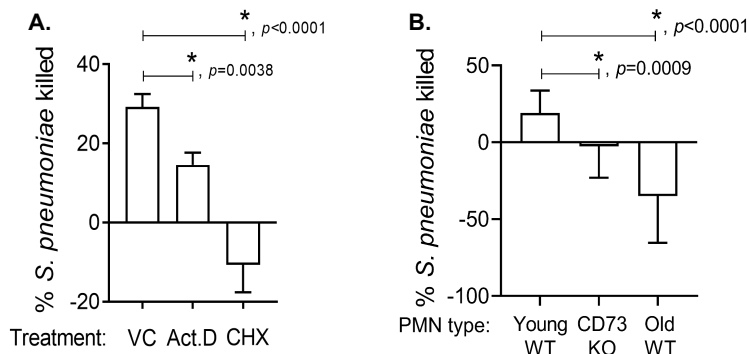 A.
*, p<0.0001
*, p=0.0038
% S. pneumoniae killed
40
20
0
-20
Treatment: VC Act.D CHX
B.
*, p<0.0001
*, p=0.0009
% S. pneumoniae killed
50
0
-50
-100
PMN type: Young CD73 Old
WT KO WT